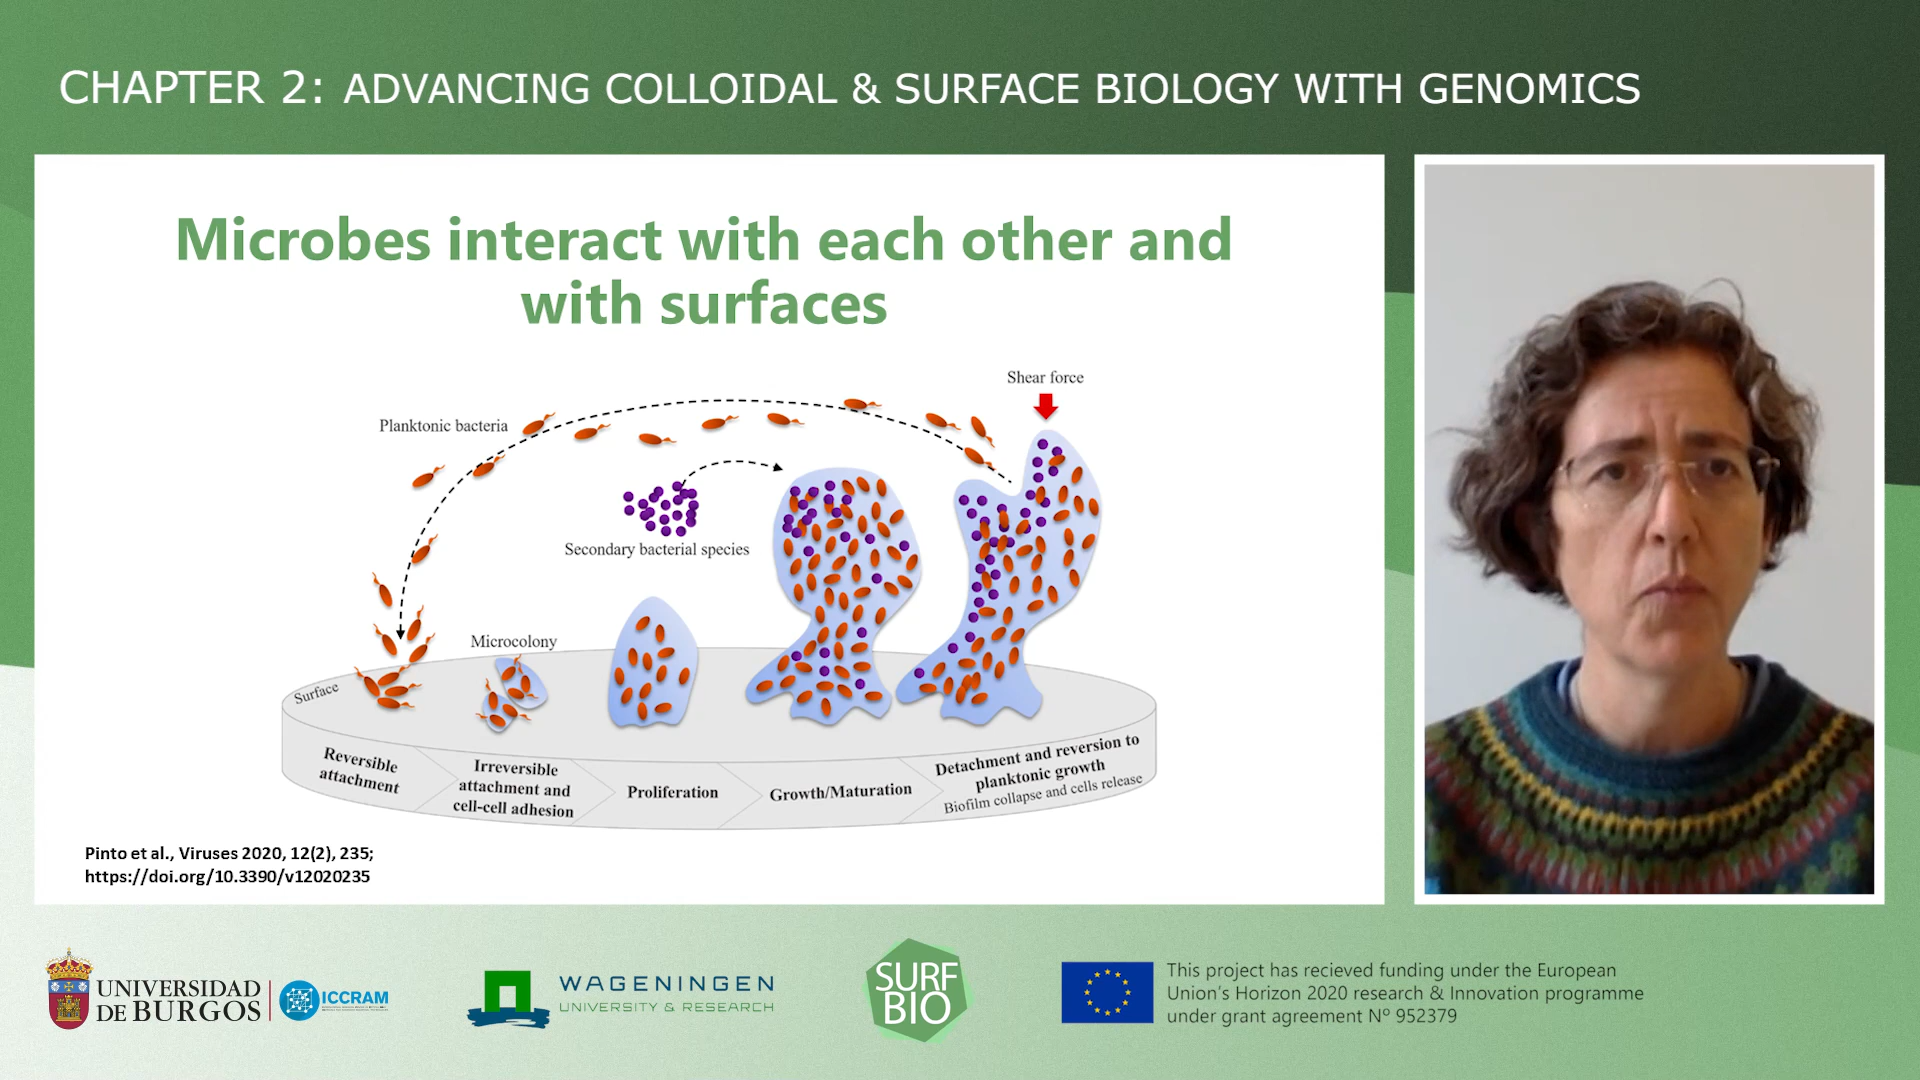 CHAPTER 2: ADVANCING COLLOIDAL & SURFACE BIOLOGY WITH GENOMICS
Microbes interact with each other and
with surfaces
Shear force
Planktonic bacteria
Secondary bacterial species
Microcolony
Surface
Reversible
attachment
Irreversible
attachment and
cell-cell adhesion
Proliferation
Growth/Maturation
Detachment and reversion to
planktonic growth
Biofilm collapse and cells release
Pinto et al., Viruses 2020, 12(2), 235;
https://doi.org/10.3390/v12020235
UNIVERSIDAD
DE BURGOS
ICCRAM
WAGENINGEN
UNIVERSITY & RESEARCH
SURF
BIO
This project has recieved funding under the European
Union's Horizon 2020 research & Innovation programme
under grant agreement Nº 952379